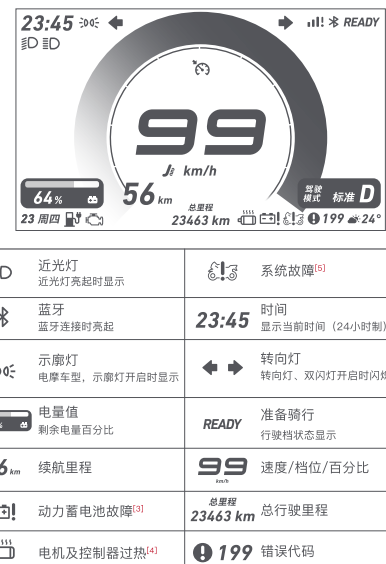 23:45
READY
99
km/h
64%
56 km
23 周四
总里程
23463 km
199
24°
驾驶
模式
标准 D
近光灯
近光灯亮起时显示
系统故障[5]
蓝牙
蓝牙连接时亮起
23:45
时间
显示当前时间（24小时制）
示廓灯
电摩车型，示廓灯开启时显示
转向灯
转向灯、双闪灯开启时闪烁
电量值
剩余电量百分比
READY
准备骑行
行驶档状态显示
6 km
续航里程
99
km/h
速度/档位/百分比
动力蓄电池故障[3]
总里程
23463 km
总行驶里程
电机及控制器过热[4]
199
错误代码